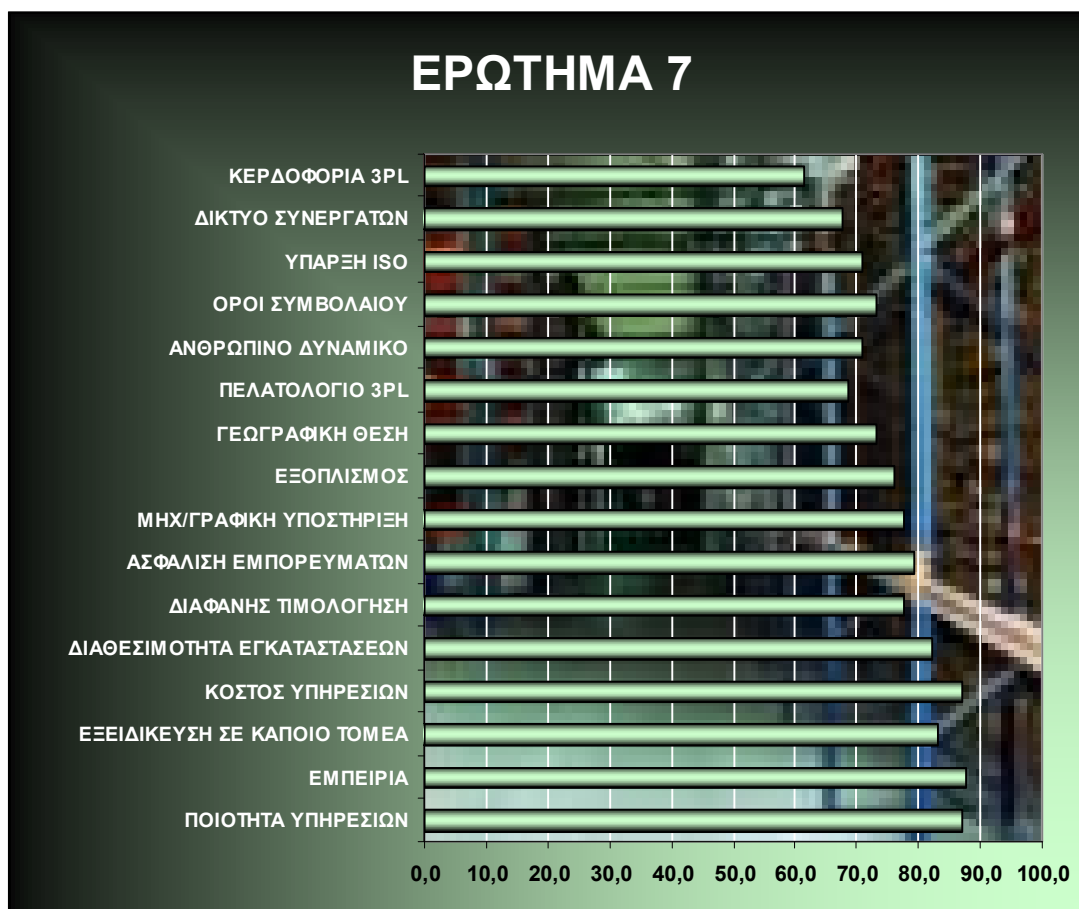 ΕΡΩΤΗΜΑ 7
ΚΕΡΔΟΦΟΡΙΑ 3PL
ΔΙΚΤΥΟ ΣΥΝΕΡΓΑΤΩΝ
ΥΠΑΡΞΗ ISO
ΟΡΟΙ ΣΥΜΒΟΛΑΙΟΥ
ΑΝΘΡΩΠΙΝΟ ΔΥΝΑΜΙΚΟ
ΠΕΛΑΤΟΛΟΓΙΟ 3PL
ΓΕΩΓΡΑΦΙΚΗ ΘΕΣΗ
ΕΞΟΠΛΙΣΜΟΣ
ΜΗΧ/ΓΡΑΦΙΚΗ ΥΠΟΣΤΗΡΙΞΗ
ΑΣΦΑΛΙΣΗ ΕΜΠΟΡΕΥΜΑΤΩΝ
ΔΙΑΦΑΝΗΣ ΤΙΜΟΛΟΓΗΣΗ
ΔΙΑΘΕΣΙΜΟΤΗΤΑ ΕΓΚΑΤΑΣΤΑΣΕΩΝ
ΚΟΣΤΟΣ ΥΠΗΡΕΣΙΩΝ
ΕΞΕΙΔΙΚΕΥΣΗ ΣΕ ΚΑΠΟΙΟ ΤΟΜΕΑ
ΕΜΠΕΙΡΙΑ
ΠΟΙΟΤΗΤΑ ΥΠΗΡΕΣΙΩΝ
0,0 10,0 20,0 30,0 40,0 50,0 60,0 70,0 80,0 90,0 100,0